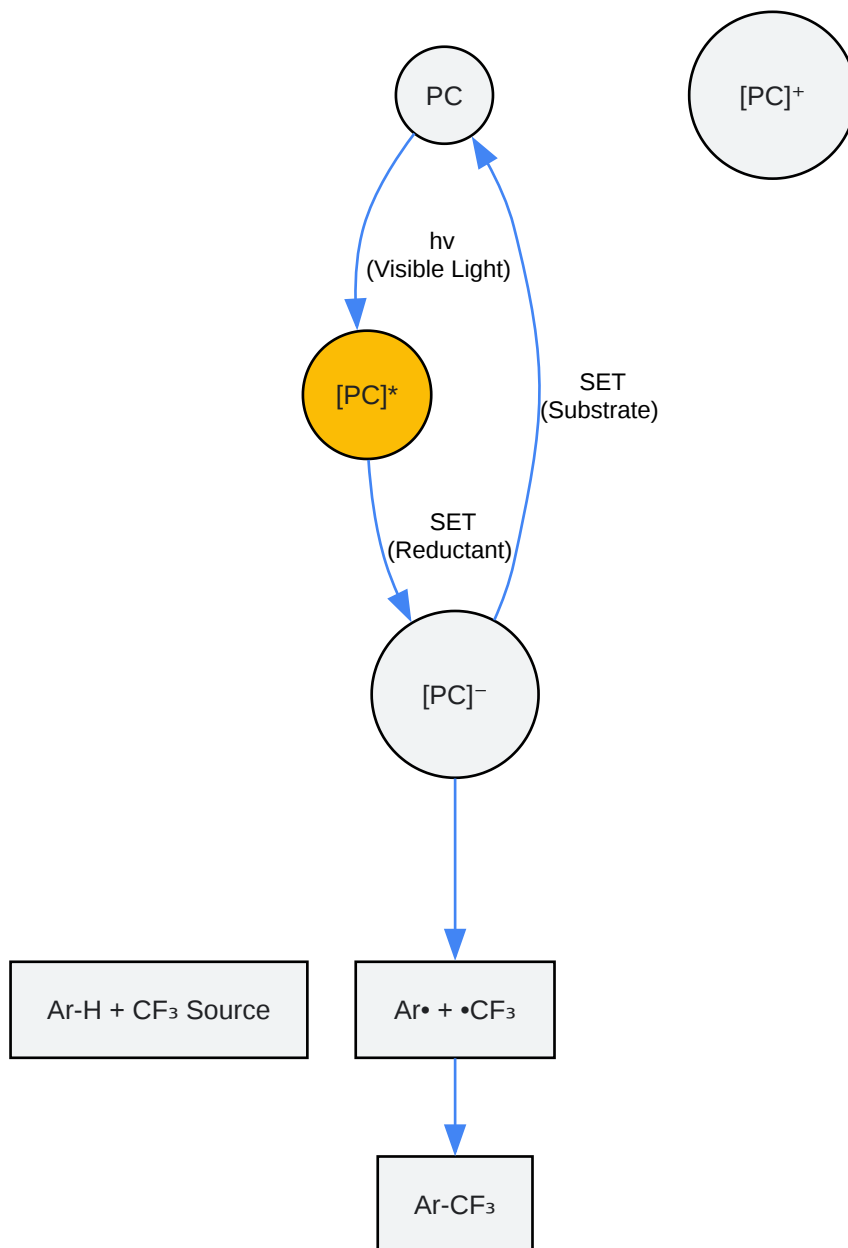 PC
[PC]⁺
hv
(Visible Light)
[PC]*
SET
(Substrate)
SET
(Reductant)
[PC]⁻
Ar-H + CF₃ Source
Ar• + •CF₃
Ar-CF₃